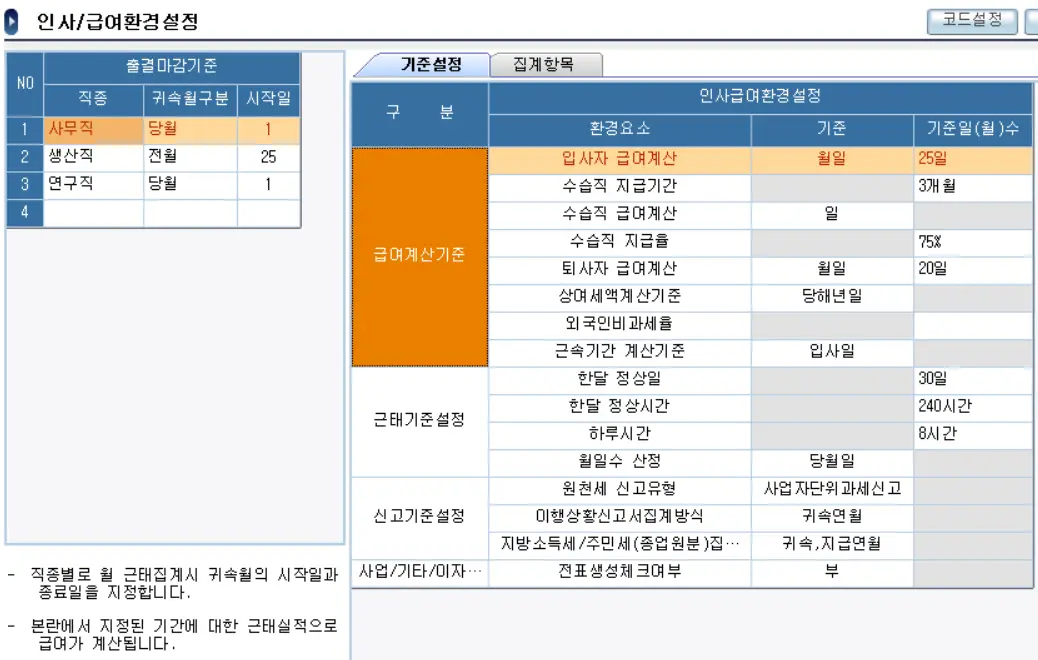 인사/급여환경설정
코드설정
NO 출결마감기준
직종 귀속월구분 시작일
1 사무직 당월 1
2 생산직 전월 25
3 연구직 당월 1
4
- 직종별로 월 근태집계시 귀속월의 시작일과
종료일을 지정합니다.
- 본란에서 지정된 기간에 대한 근태실적으로
급여가 계산됩니다.
기준설정 집계항목
구 분 인사급여환경설정
환경요소 기준 기준일(월)수
급여계산기준
입사자 급여계산 월일 25일
수습직 지급기간 3개월
수습직 급여계산 일
수습직 지급율 75%
퇴사자 급여계산 월일 20일
상여세액계산기준 당해년일
외국인비과세율
근속기간 계산기준 입사일
근태기준설정
한달 정상일 30일
한달 정상시간 240시간
하루시간 8시간
월일수 산정 당월일
신고기준설정
원천세 신고유형 사업자단위과세신고
이행상황신고서집계방식 귀속연월
지방소득세/주민세(종업원분)집… 귀속,지급연월
사업/기타/이자… 전표생성체크여부 부